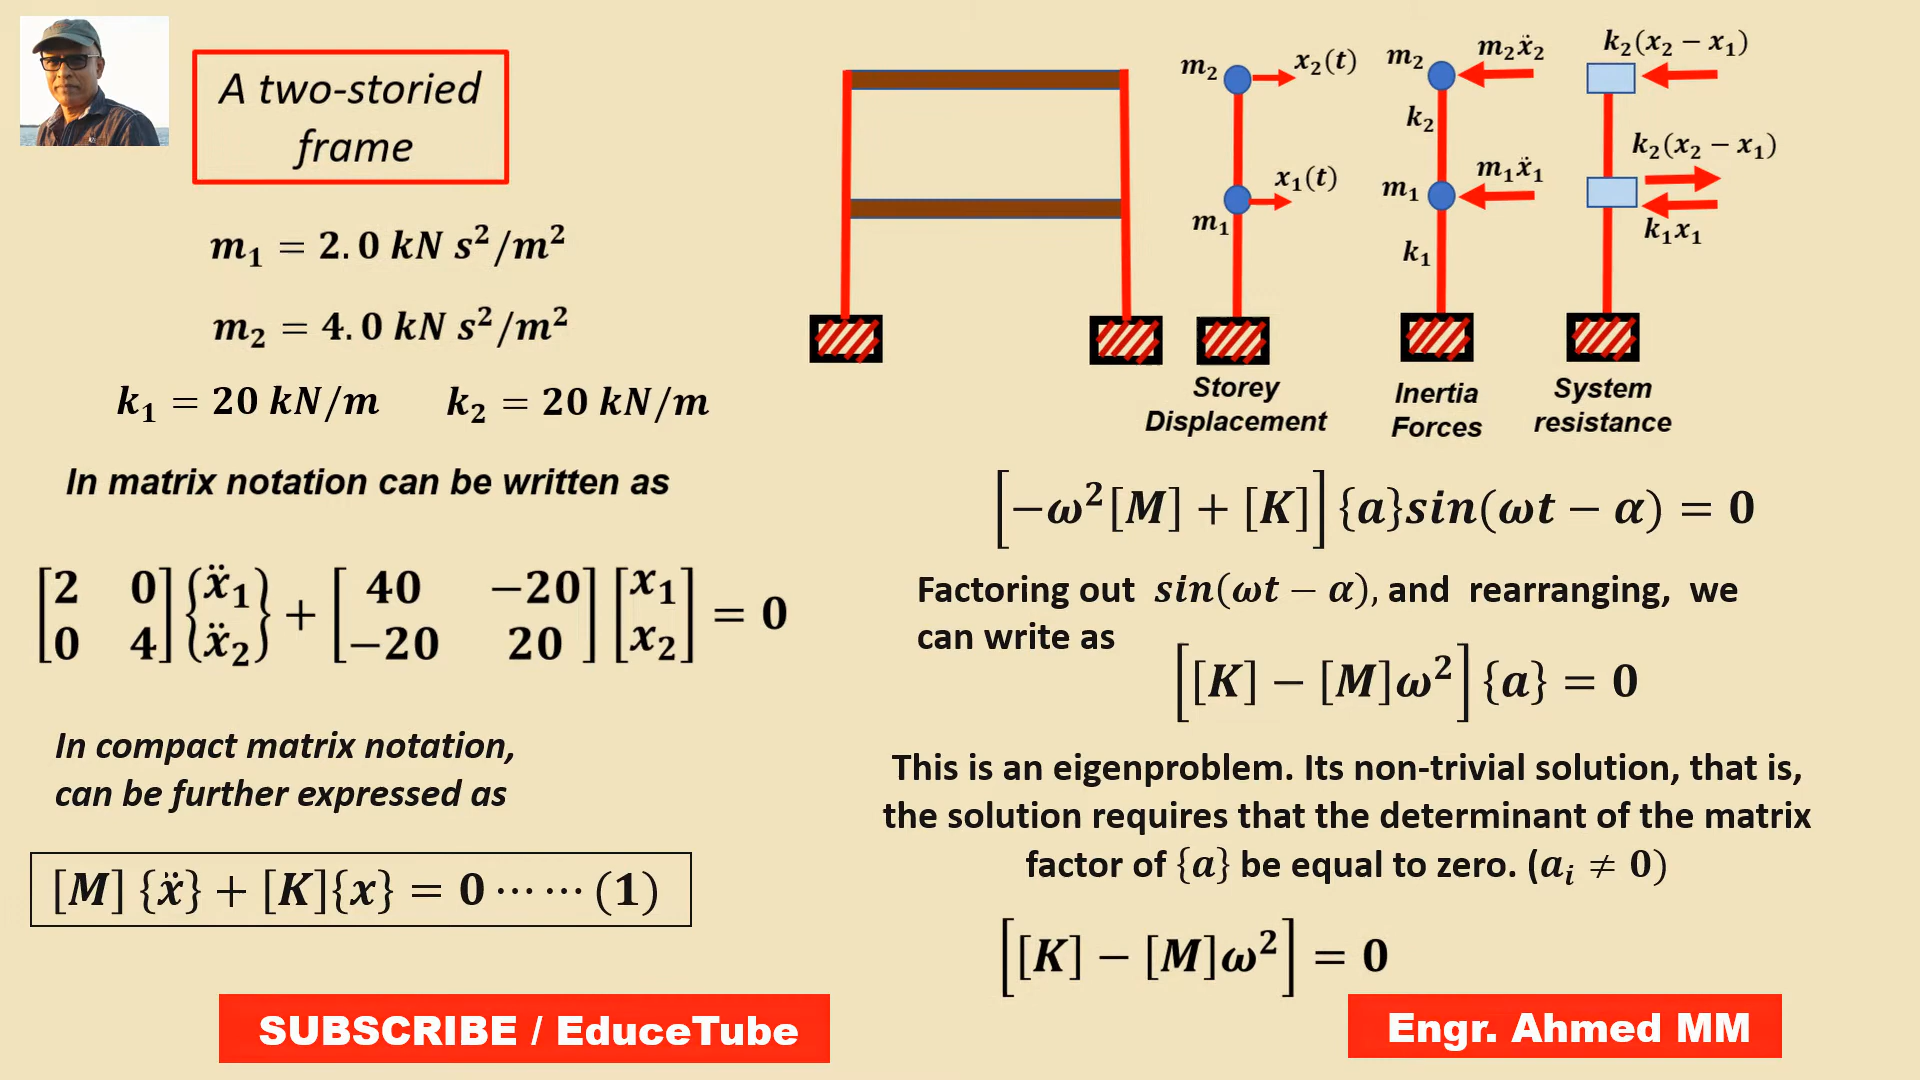 A two-storied
frame
m₁ = 2.0 kN s²/m²
m₂ = 4.0 kN s²/m²
k₁ = 20 kN/m k₂ = 20 kN/m
In matrix notation can be written as
[2 0; 0 4] {ẍ₁; ẍ₂} + [40 −20; −20 20] [x₁; x₂] = 0
In compact matrix notation,
can be further expressed as
[M] {ẍ} + [K]{x} = 0 ⋯⋯ (1)
m₂ x₂(t)
x₁(t)
m₁
Storey
Displacement
m₂ m₂ẍ₂
k₂
m₁ m₁ẍ₁
k₁
Inertia
Forces
k₂(x₂ − x₁)
k₂(x₂ − x₁)
k₁x₁
System
resistance
[−ω²[M] + [K]] {a}sin(ωt − α) = 0
Factoring out sin(ωt − α), and rearranging, we
can write as
[[K] − [M]ω²] {a} = 0
This is an eigenproblem. Its non-trivial solution, that is,
the solution requires that the determinant of the matrix
factor of {a} be equal to zero. (aᵢ ≠ 0)
[[K] − [M]ω²] = 0
SUBSCRIBE / EduceTube
Engr. Ahmed MM